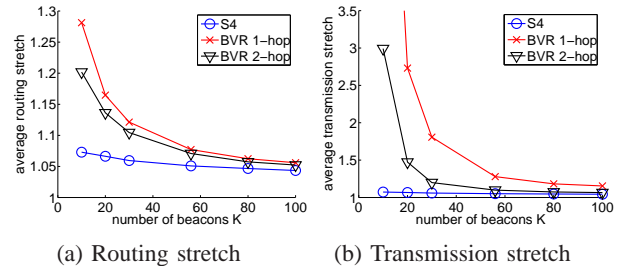 1.3
1.25
1.2
1.15
1.1
1.05
1
0 20 40 60 80 100
average routing stretch
number of beacons K
S4
BVR 1−hop
BVR 2−hop
(a) Routing stretch
3.5
3
2.5
2
1.5
1
0 20 40 60 80 100
average transmission stretch
number of beacons K
S4
BVR 1−hop
BVR 2−hop
(b) Transmission stretch